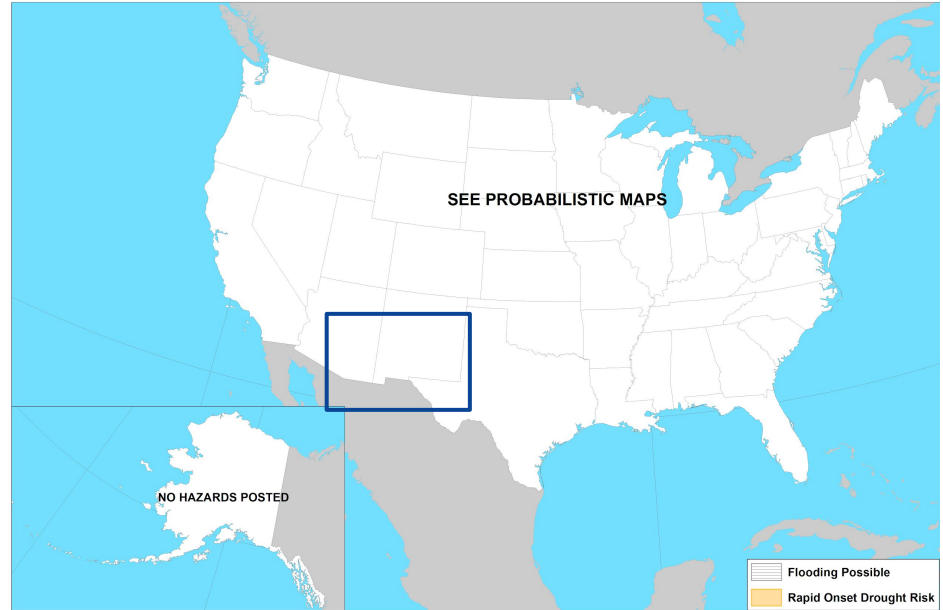 SEE PROBABILISTIC MAPS
NO HAZARDS POSTED
Flooding Possible
Rapid Onset Drought Risk